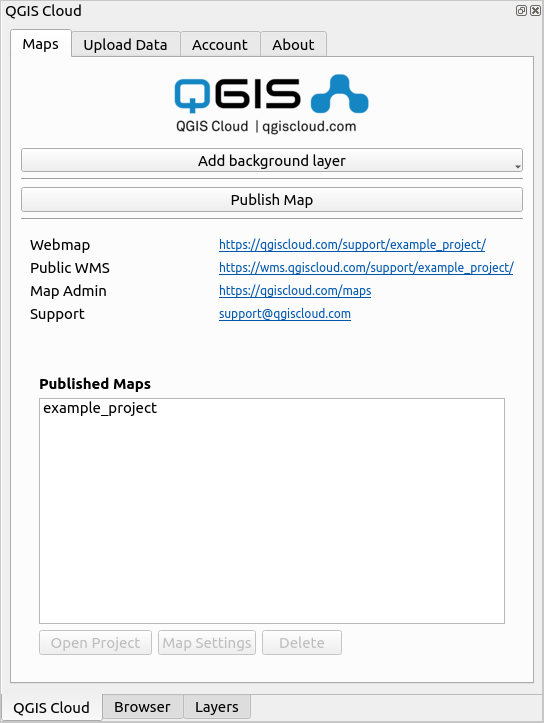 QGIS Cloud
Maps Upload Data Account About
QGIS
QGIS Cloud | qgiscloud.com
Add background layer
Publish Map
Webmap https://qgiscloud.com/support/example_project/
Public WMS https://wms.qgiscloud.com/support/example_project/
Map Admin https://qgiscloud.com/maps
Support support@qgiscloud.com
Published Maps
example_project
Open Project Map Settings Delete
QGIS Cloud Browser Layers